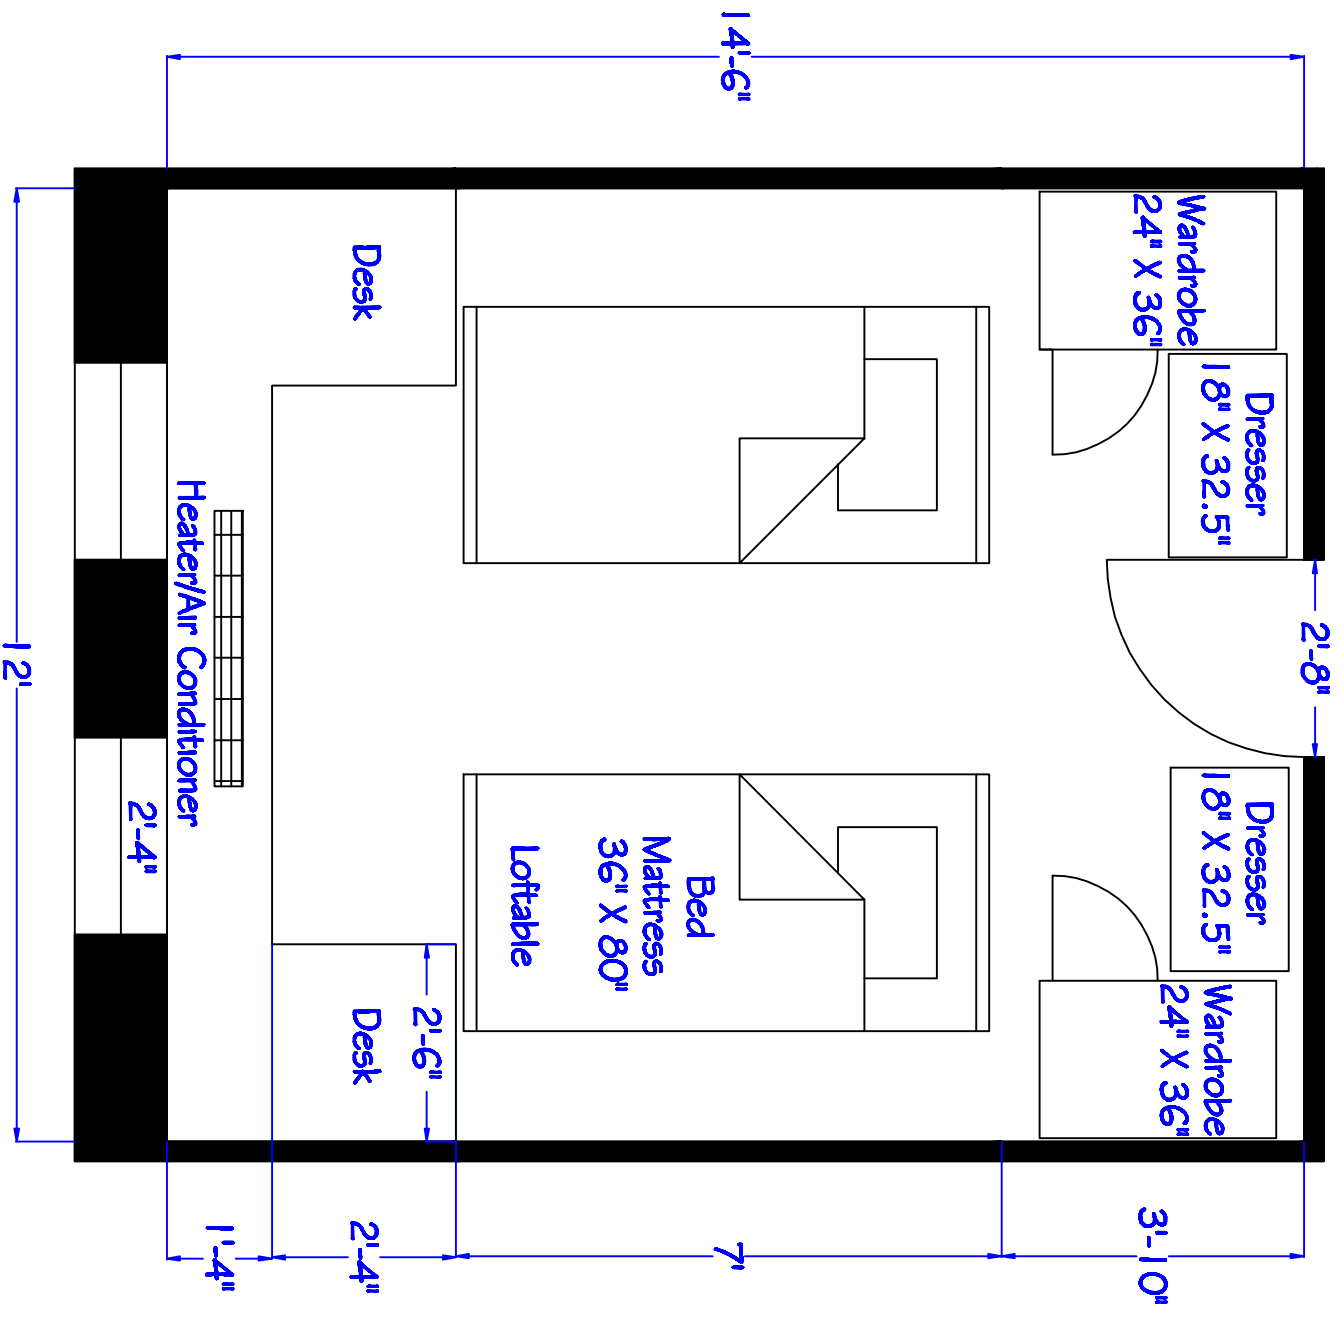 14'-6"
Wardrobe
24" X 36"
Dresser
18" X 32.5"
2'-8"
Dresser
18" X 32.5"
Wardrobe
24" X 36"
3'-10"
Bed
Mattress
36" X 80"
Loftable
7'
Desk
2'-6"
Desk
2'-4"
Heater/Air Conditioner
1'-4"
2'-4"
12'